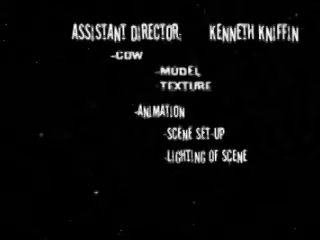 ASSISTANT DIRECTOR: KENNETH KNIFFIN
-COW
-MODEL
-TEXTURE
-ANIMATION
-SCENE SET-UP
-LIGHTING OF SCENE